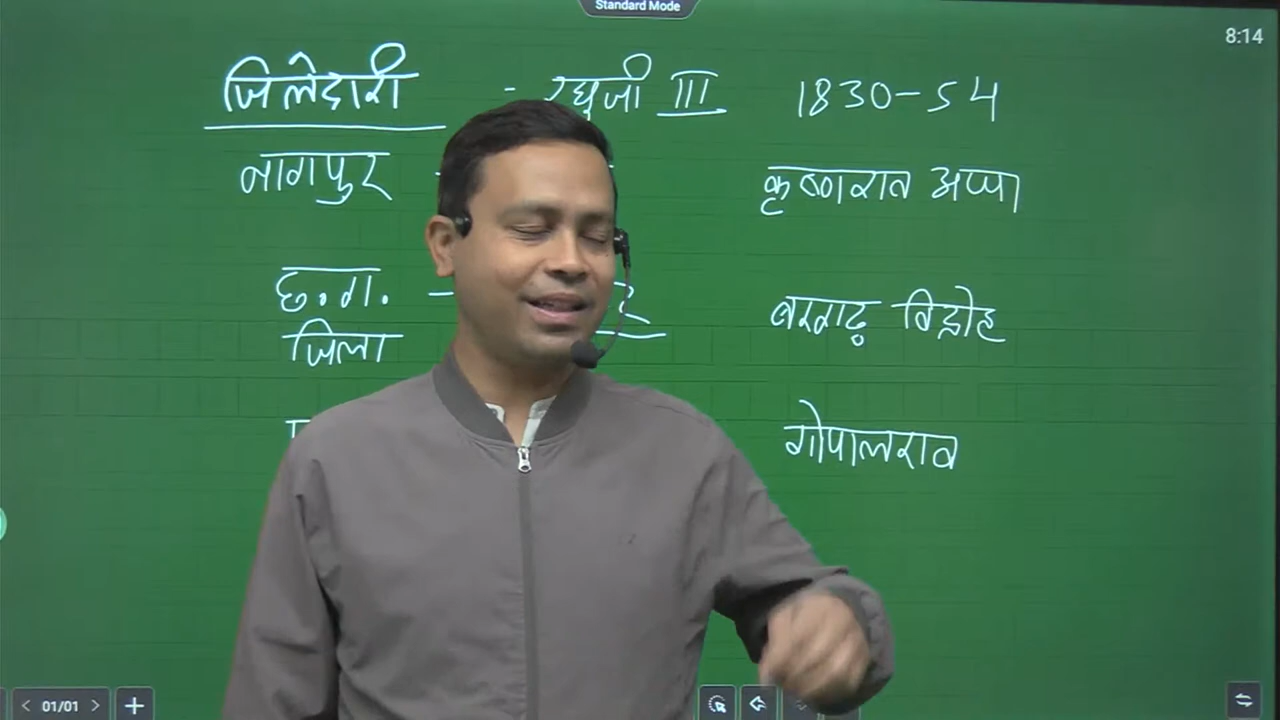 Standard Mode
8:14
जिलेदारी - रघुजी III 1830-54
नागपुर - कृष्णराव अप्पा
छ.ग. -
जिला
बरगढ़ विद्रोह
गोपालराव
01/01